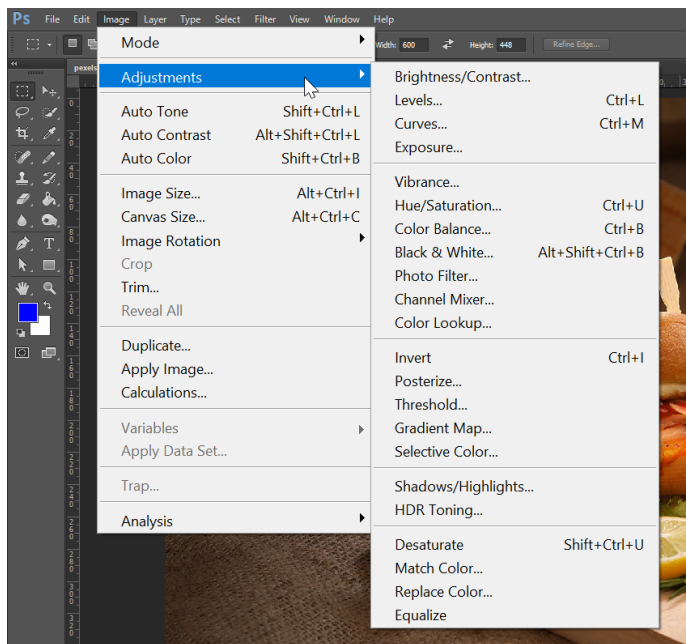 Ps File Edit Image Layer Type Select Filter View Window Help
Width: 600 Height: 448 Refine Edge...
pexels
Mode
Adjustments
Auto Tone Shift+Ctrl+L
Auto Contrast Alt+Shift+Ctrl+L
Auto Color Shift+Ctrl+B
Image Size... Alt+Ctrl+I
Canvas Size... Alt+Ctrl+C
Image Rotation
Crop
Trim...
Reveal All
Duplicate...
Apply Image...
Calculations...
Variables
Apply Data Set...
Trap...
Analysis
Brightness/Contrast...
Levels... Ctrl+L
Curves... Ctrl+M
Exposure...
Vibrance...
Hue/Saturation... Ctrl+U
Color Balance... Ctrl+B
Black & White... Alt+Shift+Ctrl+B
Photo Filter...
Channel Mixer...
Color Lookup...
Invert Ctrl+I
Posterize...
Threshold...
Gradient Map...
Selective Color...
Shadows/Highlights...
HDR Toning...
Desaturate Shift+Ctrl+U
Match Color...
Replace Color...
Equalize